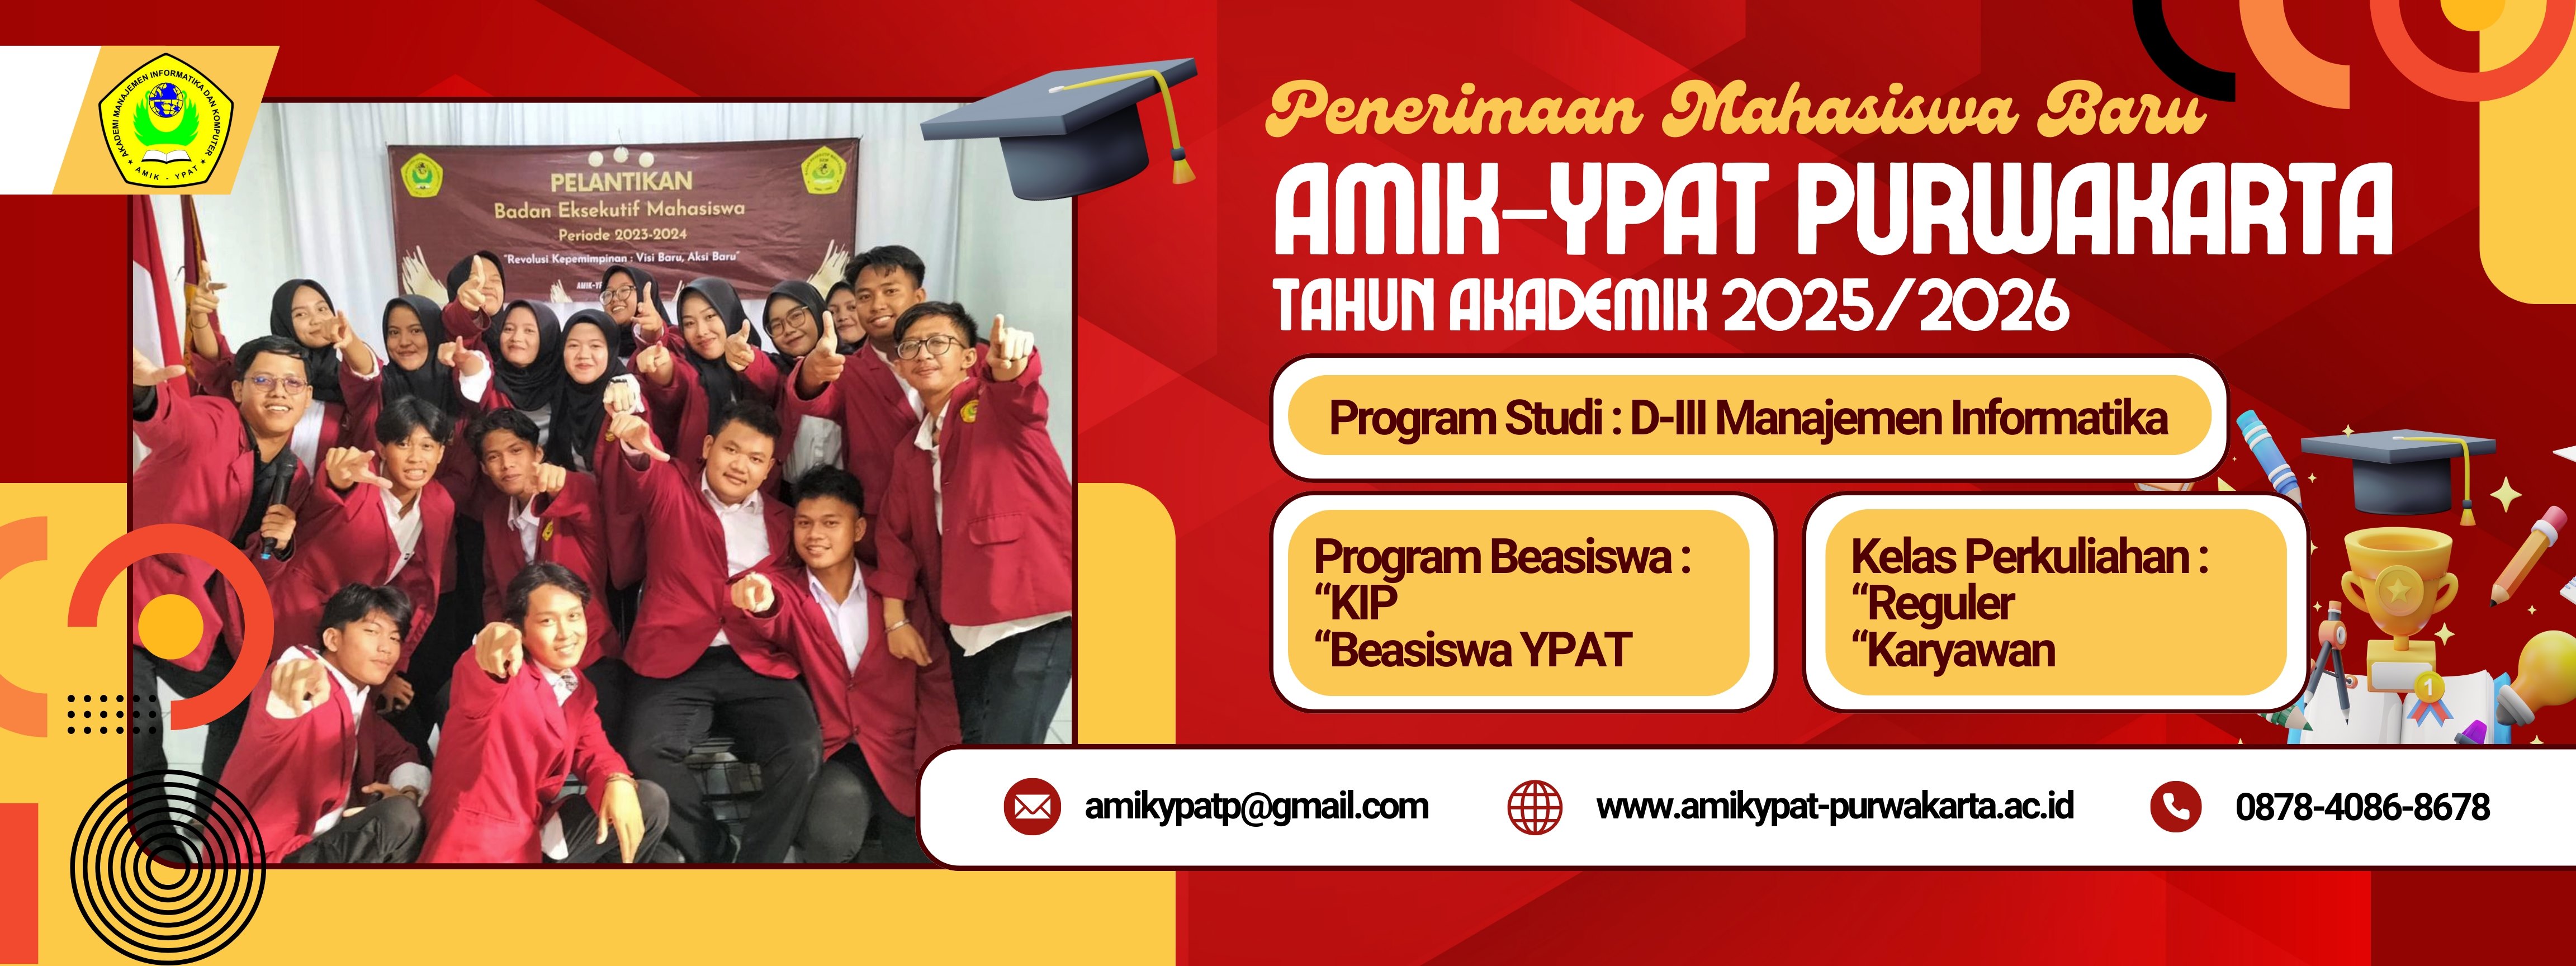 AKADEMI MANAJEMEN INFORMATIKA DAN KOMPUTER
AMIK - YPAT
PELANTIKAN
Badan Eksekutif Mahasiswa
Periode 2023-2024
"Revolusi Kepemimpinan : Visi Baru, Aksi Baru"
Penerimaan Mahasiswa Baru
AMIK-YPAT PURWAKARTA
TAHUN AKADEMIK 2025/2026
Program Studi : D-III Manajemen Informatika
Program Beasiswa :
“KIP
“Beasiswa YPAT
Kelas Perkuliahan :
“Reguler
“Karyawan
1
amikypatp@gmail.com
www.amikypat-purwakarta.ac.id
0878-4086-8678